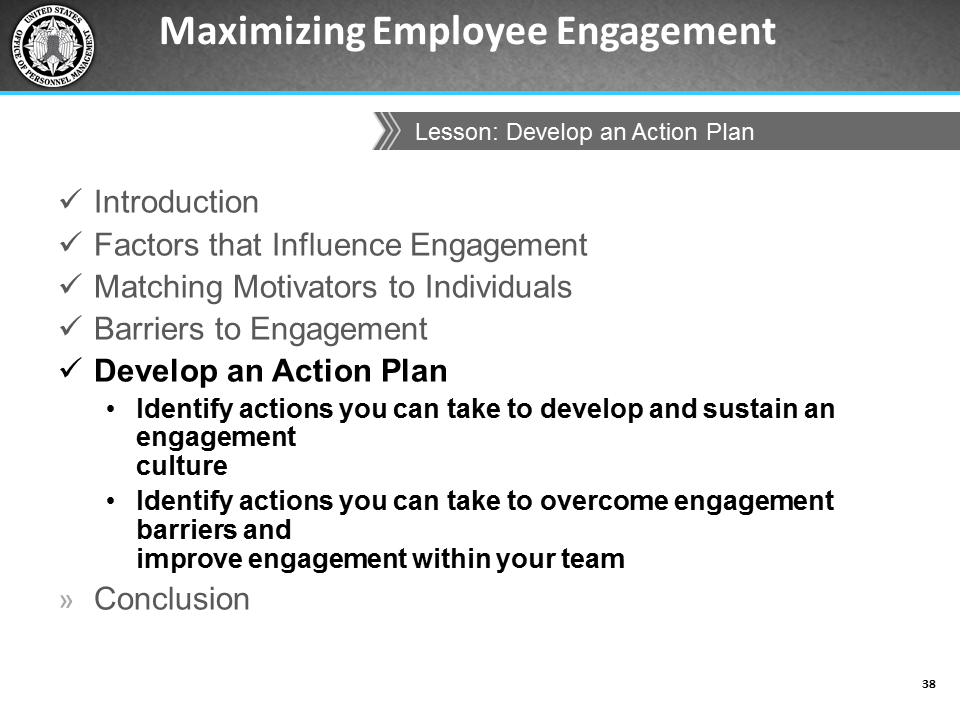 Maximizing Employee Engagement
UNITED STATES
OFFICE OF PERSONNEL MANAGEMENT
Lesson: Develop an Action Plan
✓ Introduction
✓ Factors that Influence Engagement
✓ Matching Motivators to Individuals
✓ Barriers to Engagement
✓ Develop an Action Plan
• Identify actions you can take to develop and sustain an
engagement
culture
• Identify actions you can take to overcome engagement
barriers and
improve engagement within your team
» Conclusion
38